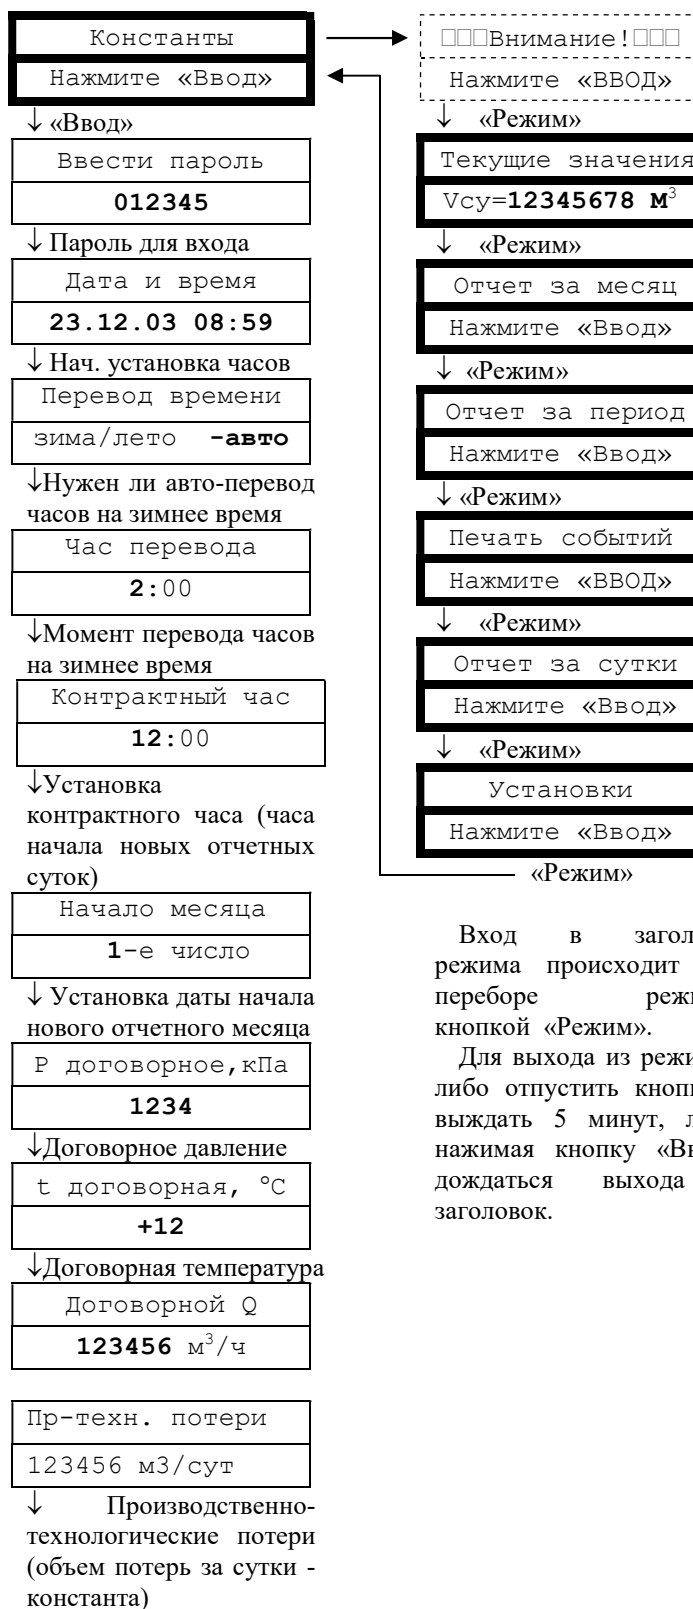 Константы
Нажмите «Ввод»
↓ «Ввод»
Ввести пароль
012345
↓ Пароль для входа
Дата и время
23.12.03 08:59
↓ Нач. установка часов
Перевод времени
зима/лето -авто
↓Нужен ли авто-перевод
часов на зимнее время
Час перевода
2:00
↓Момент перевода часов
на зимнее время
Контрактный час
12:00
↓Установка
контрактного часа (часа
начала новых отчетных
суток)
Начало месяца
1-е число
↓ Установка даты начала
нового отчетного месяца
Р договорное,кПа
1234
↓Договорное давление
t договорная, °С
+12
↓Договорная температура
Договорной Q
123456 м³/ч
Пр-техн. потери
123456 м3/сут
↓ Производственно-
технологические потери
(объем потерь за сутки -
константа)
□□□Внимание!□□□
Нажмите «ВВОД»
↓ «Режим»
Текущие значения
Vсу=12345678 М³
↓ «Режим»
Отчет за месяц
Нажмите «Ввод»
↓ «Режим»
Отчет за период
Нажмите «Ввод»
↓ «Режим»
Печать событий
Нажмите «ВВОД»
↓ «Режим»
Отчет за сутки
Нажмите «Ввод»
↓ «Режим»
Установки
Нажмите «Ввод»
«Режим»
Вход в
режима происходит
переборе
кнопкой «Режим».
Для выхода из
либо отпустить
выждать 5 минут,
нажимая кнопку
дождаться выхода
заголовок.